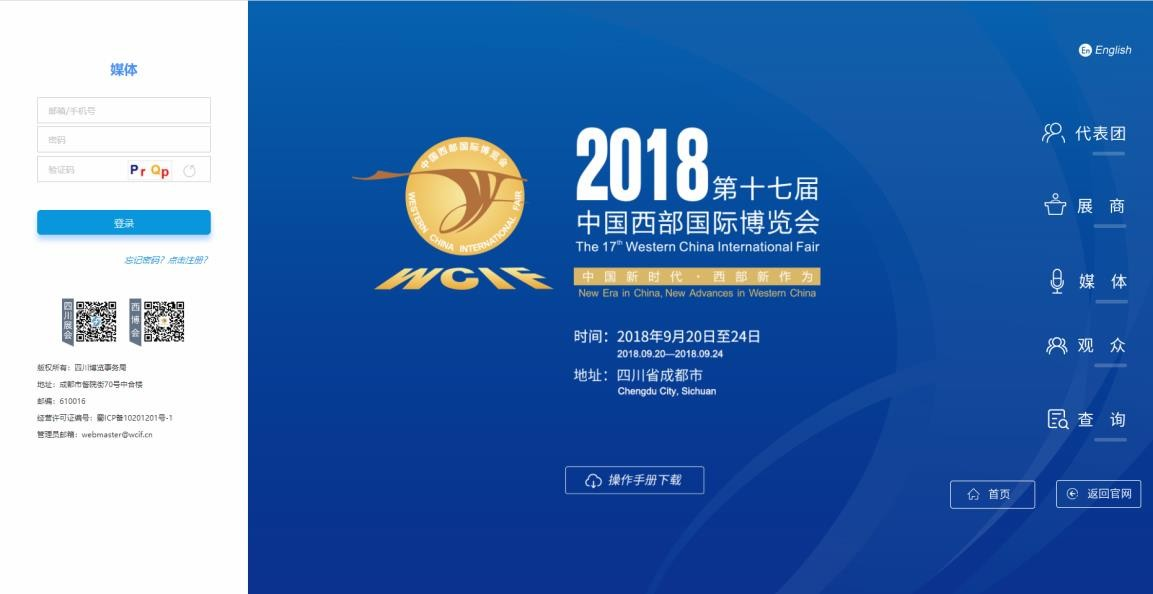 媒体
邮箱/手机号
密码
验证码
Pr Qp
登录
忘记密码? 点击注册?
四川展会
西博会
版权所有：四川博览事务局
地址：成都市督院街70号中合楼
邮编：610016
经营许可证编号：蜀ICP备10201201号-1
管理员邮箱：webmaster@wcif.cn
中国西部国际博览会
WESTERN CHINA INTERNATIONAL FAIR
WCIF
2018第十七届
中国西部国际博览会
The 17th Western China International Fair
中国新时代·西部新作为
New Era in China, New Advances in Western China
时间：2018年9月20日至24日
2018.09.20—2018.09.24
地址：四川省成都市
Chengdu City, Sichuan
操作手册下载
En English
代表团
展 商
媒 体
观 众
查 询
首页
返回官网